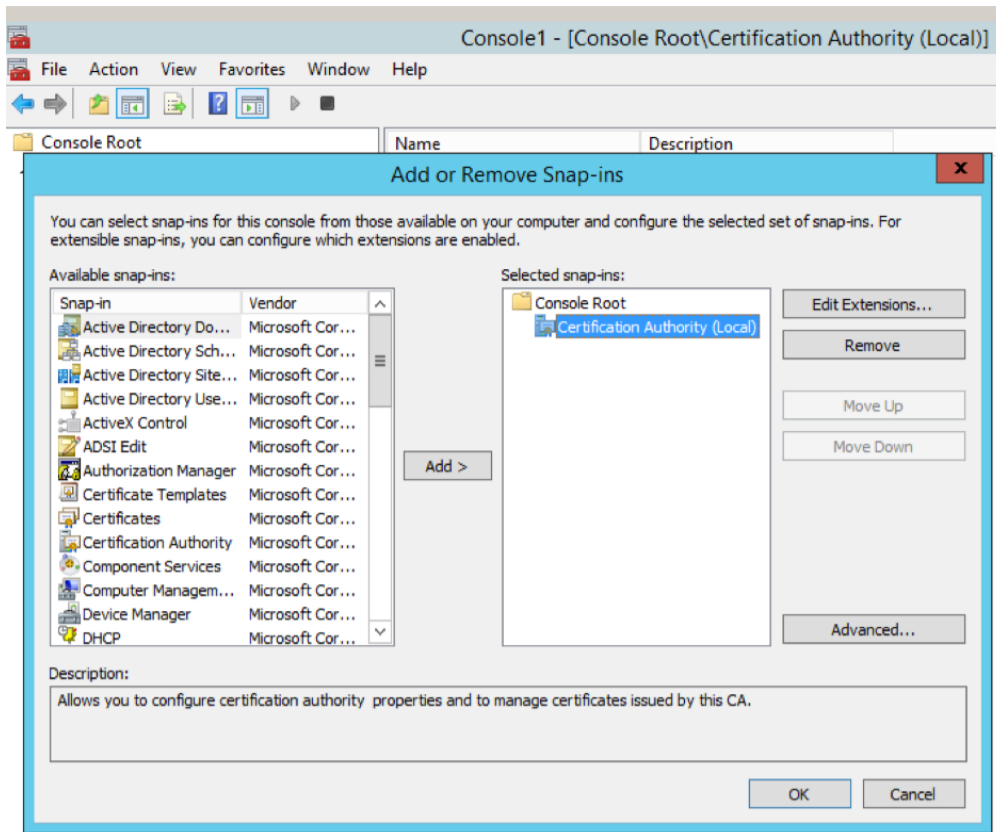 Console1 - [Console Root\Certification Authority (Local)]
File Action View Favorites Window Help
Console Root
Name Description
Add or Remove Snap-ins
You can select snap-ins for this console from those available on your computer and configure the selected set of snap-ins. For
extensible snap-ins, you can configure which extensions are enabled.
Available snap-ins:
Snap-in Vendor
Active Directory Do... Microsoft Cor...
Active Directory Sch... Microsoft Cor...
Active Directory Site... Microsoft Cor...
Active Directory Use... Microsoft Cor...
ActiveX Control Microsoft Cor...
ADSI Edit Microsoft Cor...
Authorization Manager Microsoft Cor...
Certificate Templates Microsoft Cor...
Certificates Microsoft Cor...
Certification Authority Microsoft Cor...
Component Services Microsoft Cor...
Computer Managem... Microsoft Cor...
Device Manager Microsoft Cor...
DHCP Microsoft Cor...
Add >
Selected snap-ins:
Console Root
Certification Authority (Local)
Edit Extensions...
Remove
Move Up
Move Down
Advanced...
Description:
Allows you to configure certification authority properties and to manage certificates issued by this CA.
OK Cancel